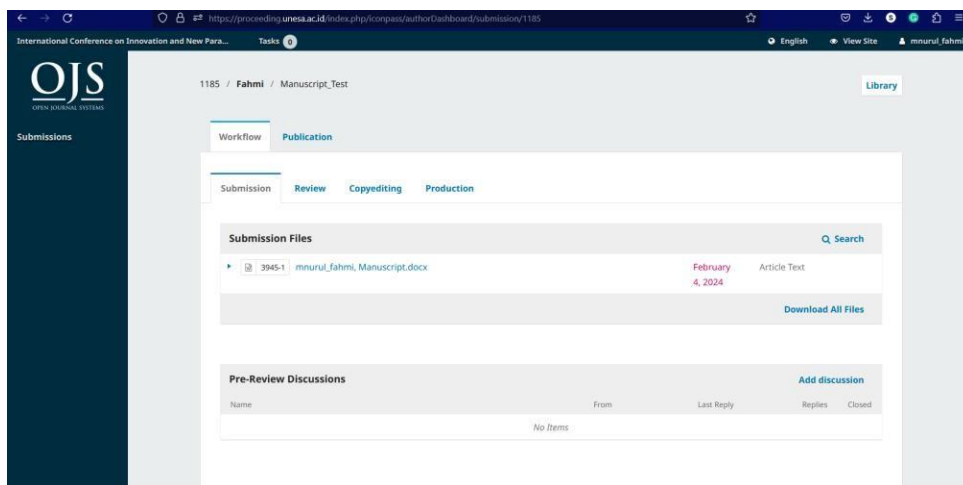 https://proceeding.unesa.ac.id/index.php/iconpass/authorDashboard/submission/1185
International Conference on Innovation and New Para...
Tasks 0
English
View Site
mnurul_fahmi
OJS
OPEN JOURNAL SYSTEMS
Submissions
1185 / Fahmi / Manuscript_Test
Library
Workflow Publication
Submission Review Copyediting Production
Submission Files Search
3945-1 mnurul_fahmi, Manuscript.docx February 4, 2024 Article Text
Download All Files
Pre-Review Discussions Add discussion
Name From Last Reply Replies Closed
No Items